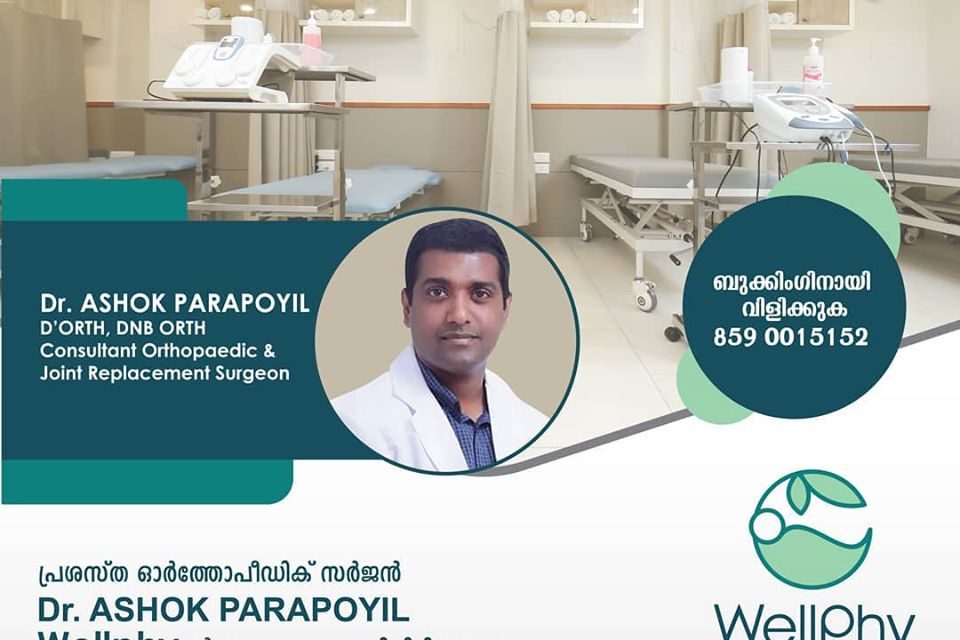 Dr. ASHOK PARAPOYIL
D'ORTH, DNB ORTH
Consultant Orthopaedic &
Joint Replacement Surgeon
ബുക്കിംഗിനായി
വിളിക്കുക
859 0015152
പ്രശസ്ത ഓർത്തോപീഡിക് സർജൻ
Dr. ASHOK PARAPOYIL
Wellphy
WellPhy